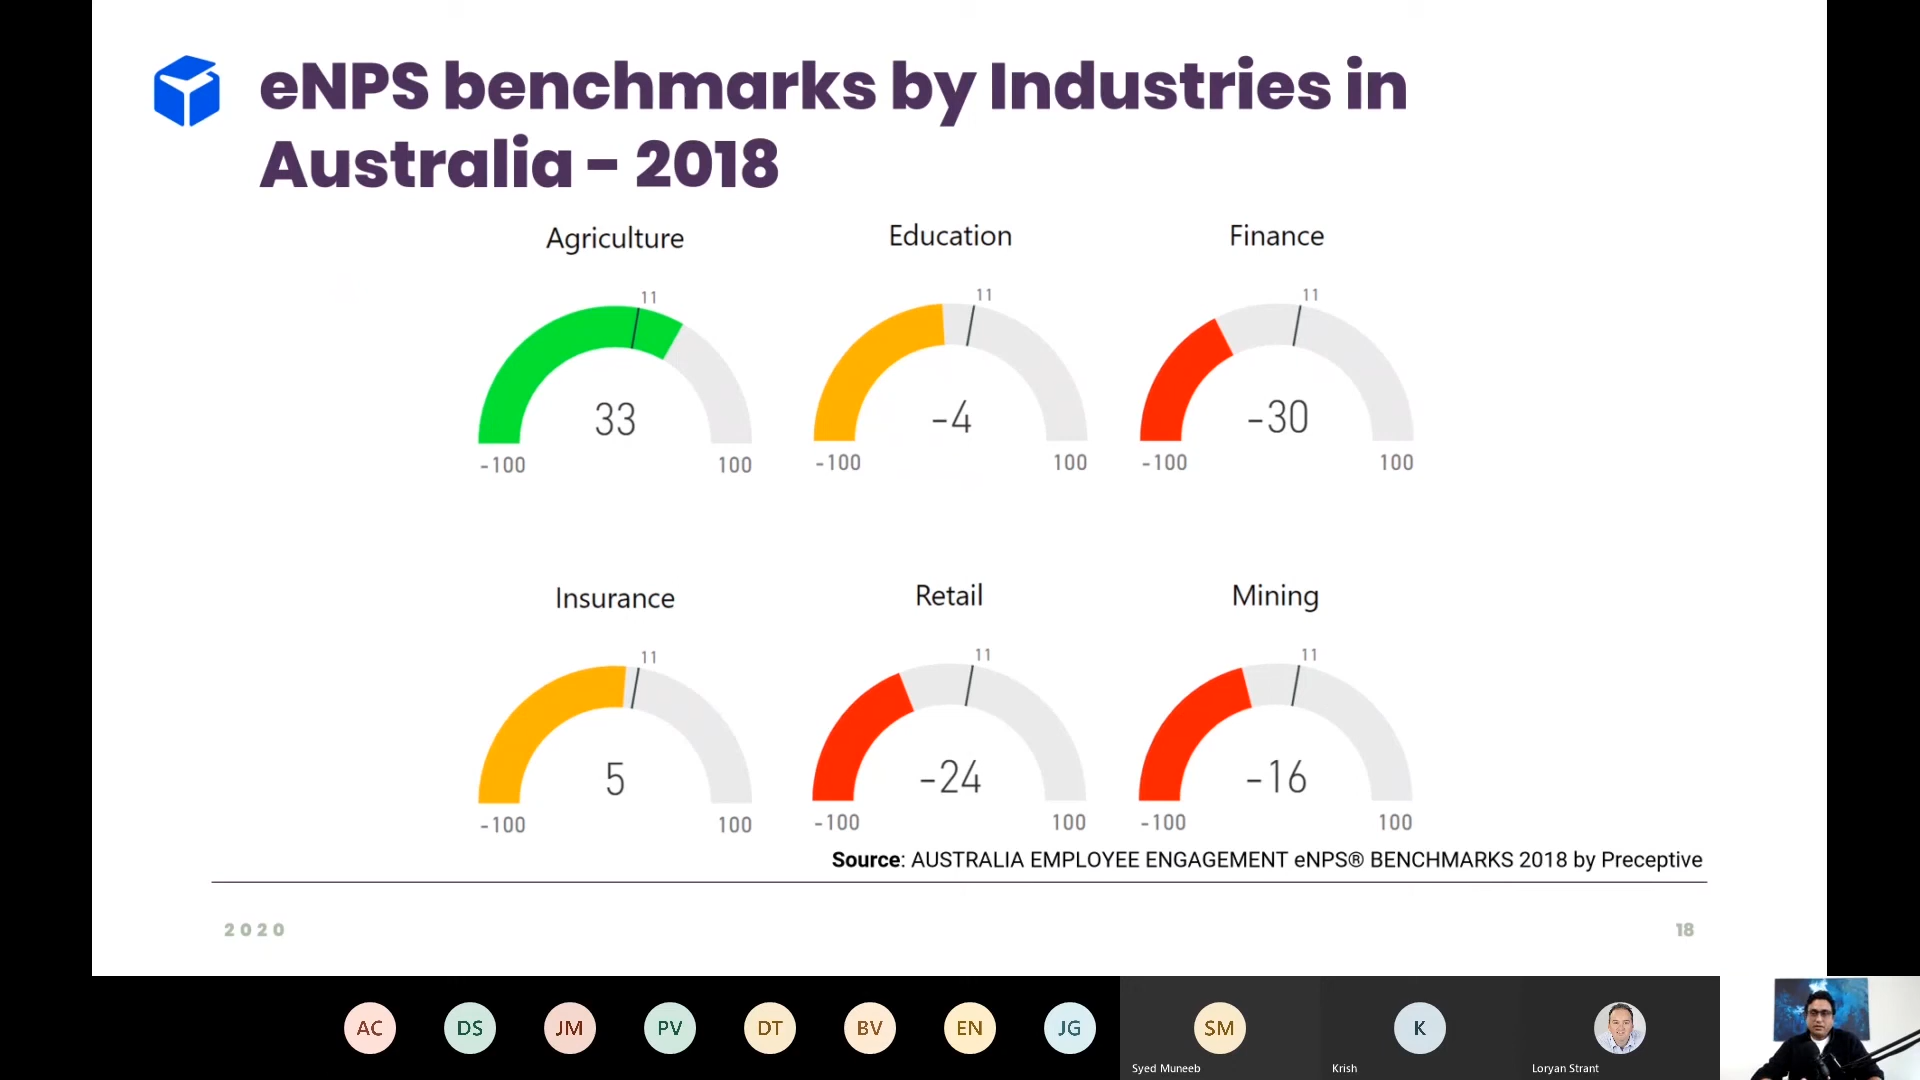 eNPS benchmarks by Industries in
Australia – 2018
Agriculture
Education
Finance
11
11
11
33
-4
-30
-100
100
-100
100
-100
100
Insurance
Retail
Mining
11
11
11
5
-24
-16
-100
100
-100
100
-100
100
Source: AUSTRALIA EMPLOYEE ENGAGEMENT eNPS® BENCHMARKS 2018 by Preceptive
2020
18
AC
DS
JM
PV
DT
BV
EN
JG
SM
K
Syed Muneeb
Krish
Loryan Strant